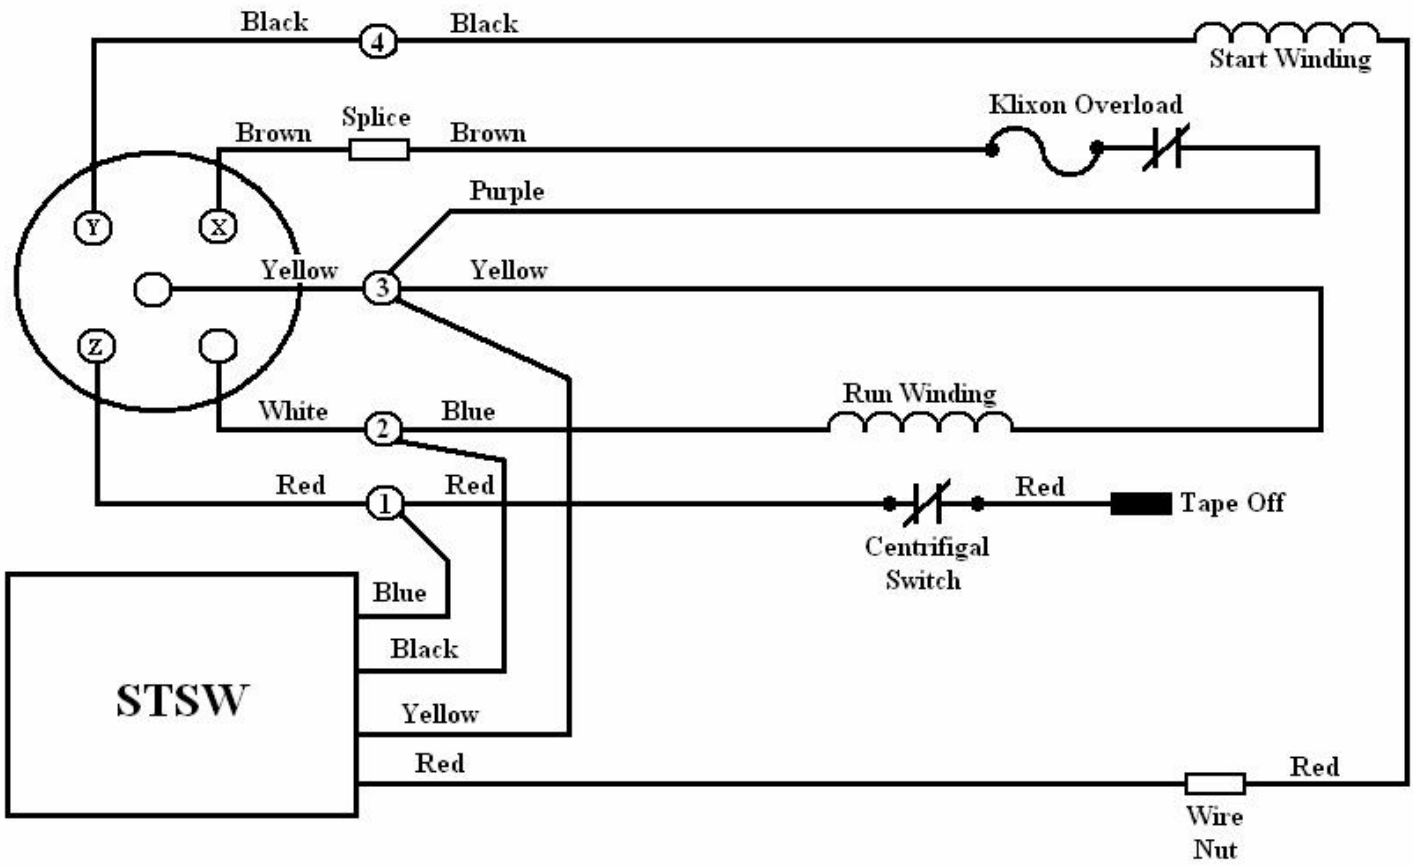 Black
4
Black
Start Winding
Klixon Overload
Splice
Brown
Brown
Purple
Y
X
Yellow
3
Yellow
Z
Run Winding
White
2
Blue
Red
1
Red
Red
Tape Off
Centrifigal
Switch
Blue
Black
STSW
Yellow
Red
Red
Wire
Nut